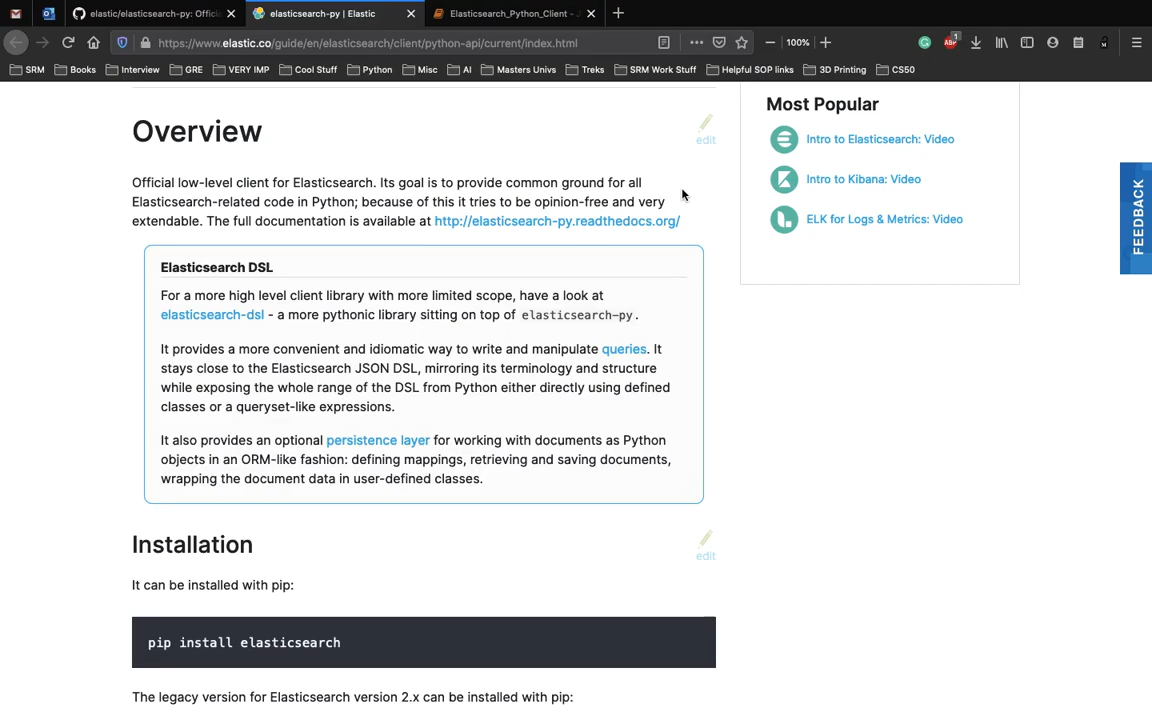 elastic/elasticsearch-py: Offici
elasticsearch-py | Elastic
Elasticsearch_Python_Client - J
https://www.elastic.co/guide/en/elasticsearch/client/python-api/current/index.html
100%
ABP
1
SRM
Books
Interview
GRE
VERY IMP
Cool Stuff
Python
Misc
AI
Masters Univs
Treks
SRM Work Stuff
Helpful SOP links
3D Printing
CS50
Overview
edit
Official low-level client for Elasticsearch. Its goal is to provide common ground for all
Elasticsearch-related code in Python; because of this it tries to be opinion-free and very
extendable. The full documentation is available at http://elasticsearch-py.readthedocs.org/
Elasticsearch DSL
For a more high level client library with more limited scope, have a look at
elasticsearch-dsl - a more pythonic library sitting on top of elasticsearch-py.
It provides a more convenient and idiomatic way to write and manipulate queries. It
stays close to the Elasticsearch JSON DSL, mirroring its terminology and structure
while exposing the whole range of the DSL from Python either directly using defined
classes or a queryset-like expressions.
It also provides an optional persistence layer for working with documents as Python
objects in an ORM-like fashion: defining mappings, retrieving and saving documents,
wrapping the document data in user-defined classes.
Installation
edit
It can be installed with pip:
pip install elasticsearch
The legacy version for Elasticsearch version 2.x can be installed with pip:
Most Popular
Intro to Elasticsearch: Video
Intro to Kibana: Video
ELK for Logs & Metrics: Video
FEEDBACK